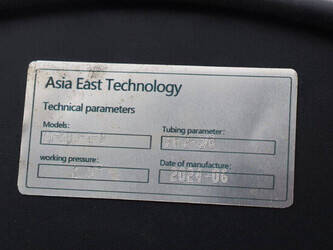 Asia East Technology
Technical parameters
Models: Tubing parameter:
working pressure: Date of manufacture:
2024-06